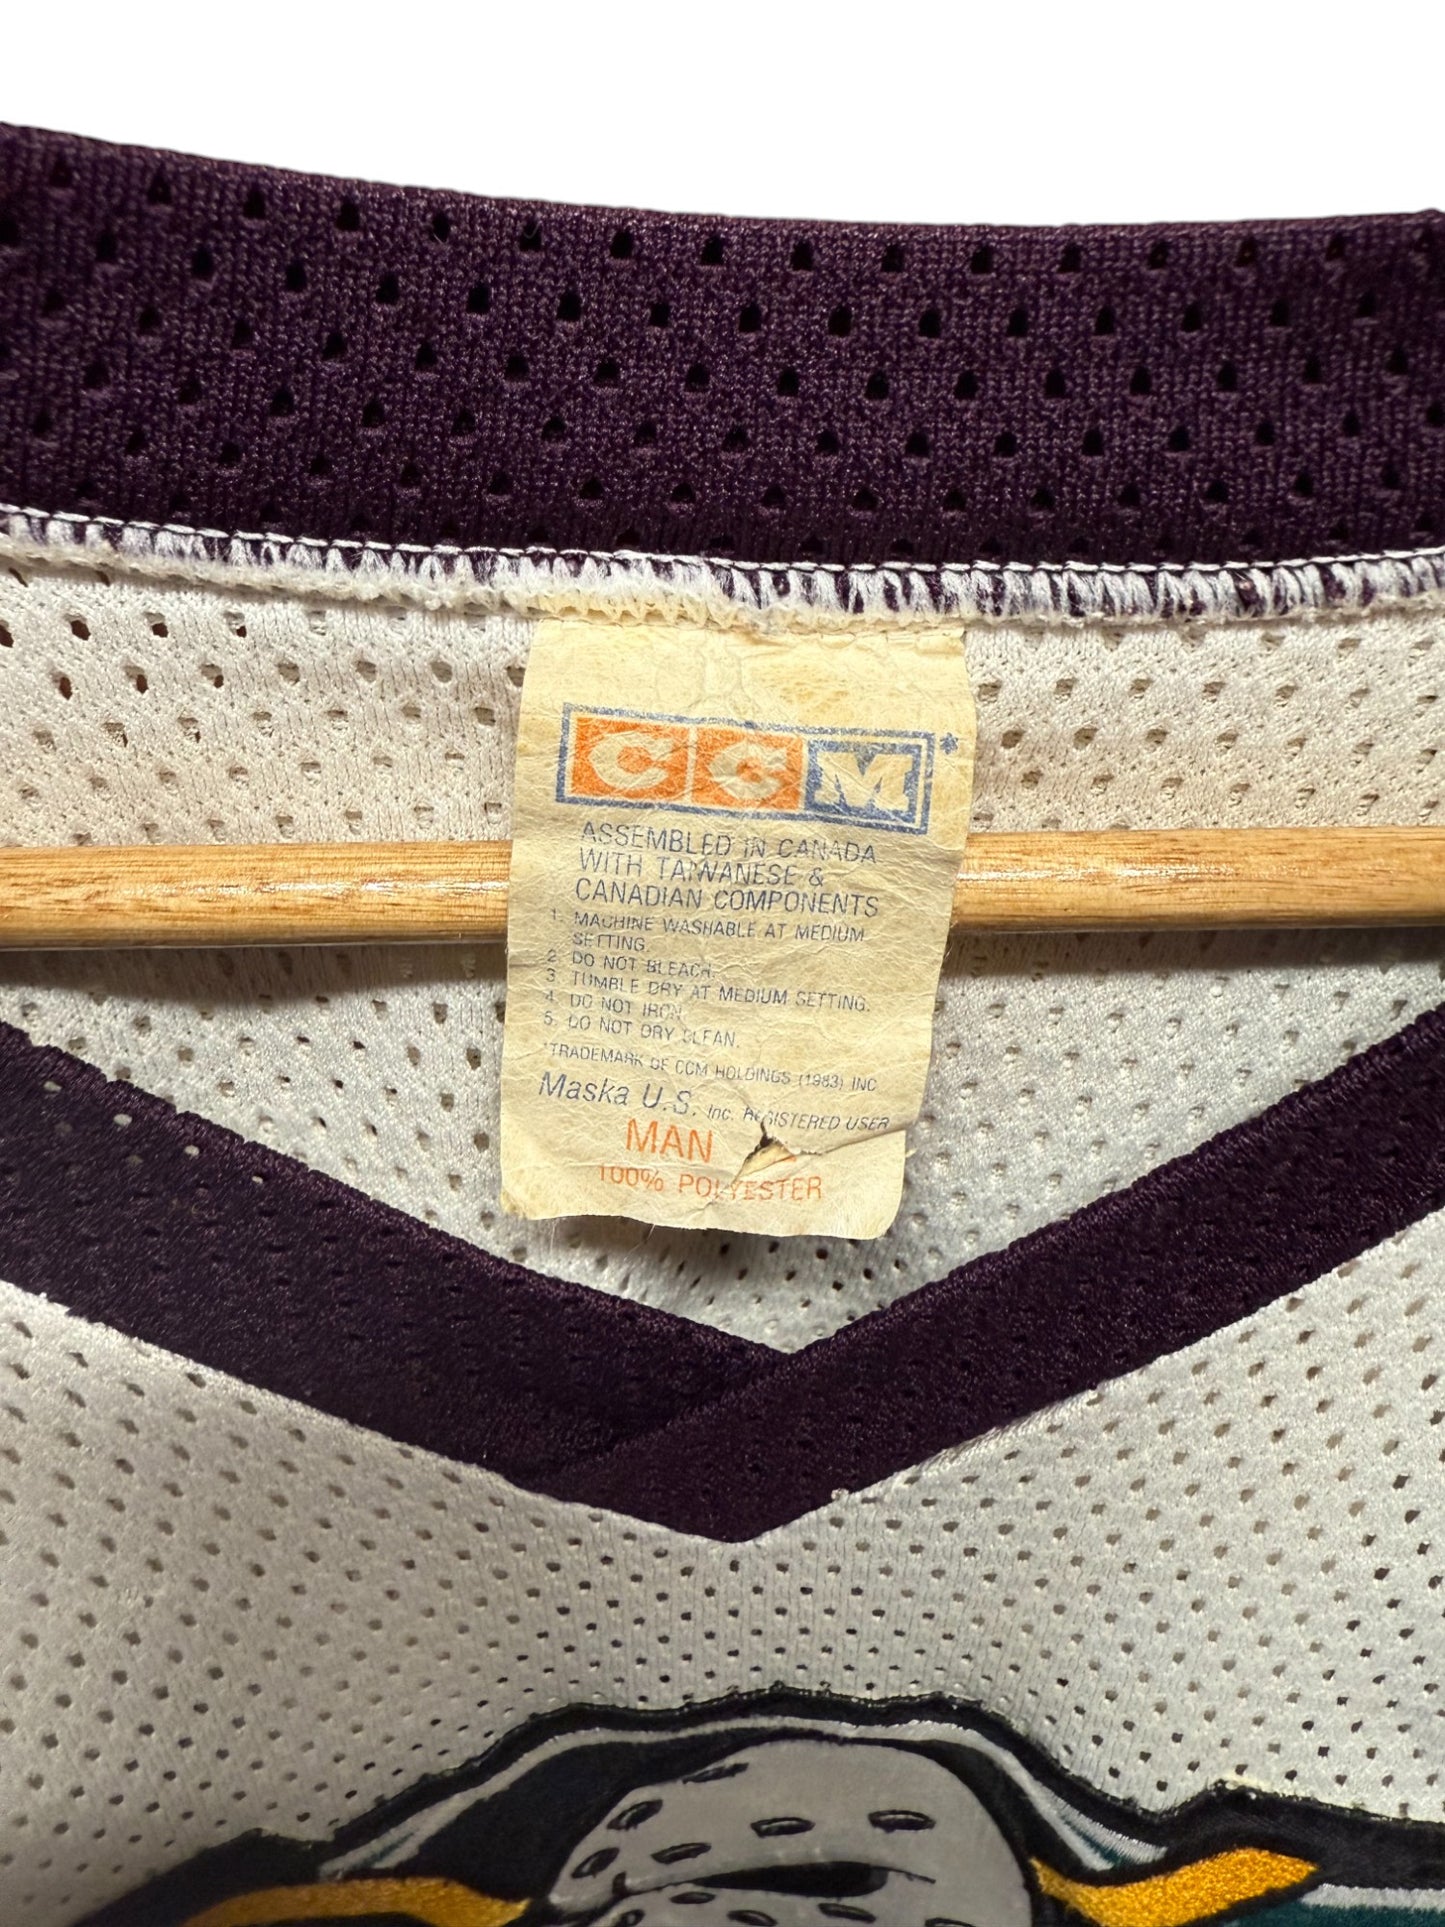 CCM*
ASSEMBLED IN CANADA
WITH TAIWANESE &
CANADIAN COMPONENTS
1. MACHINE WASHABLE AT MEDIUM
SETTING.
2. DO NOT BLEACH.
3 TUMBLE DRY AT MEDIUM SETTING.
4. DO NOT IRON.
5. DO NOT DRY CLEAN.
*TRADEMARK OF CCM HOLDINGS (1983) INC
Maska U.S. Inc. REGISTERED USER
MAN
100% POLYESTER